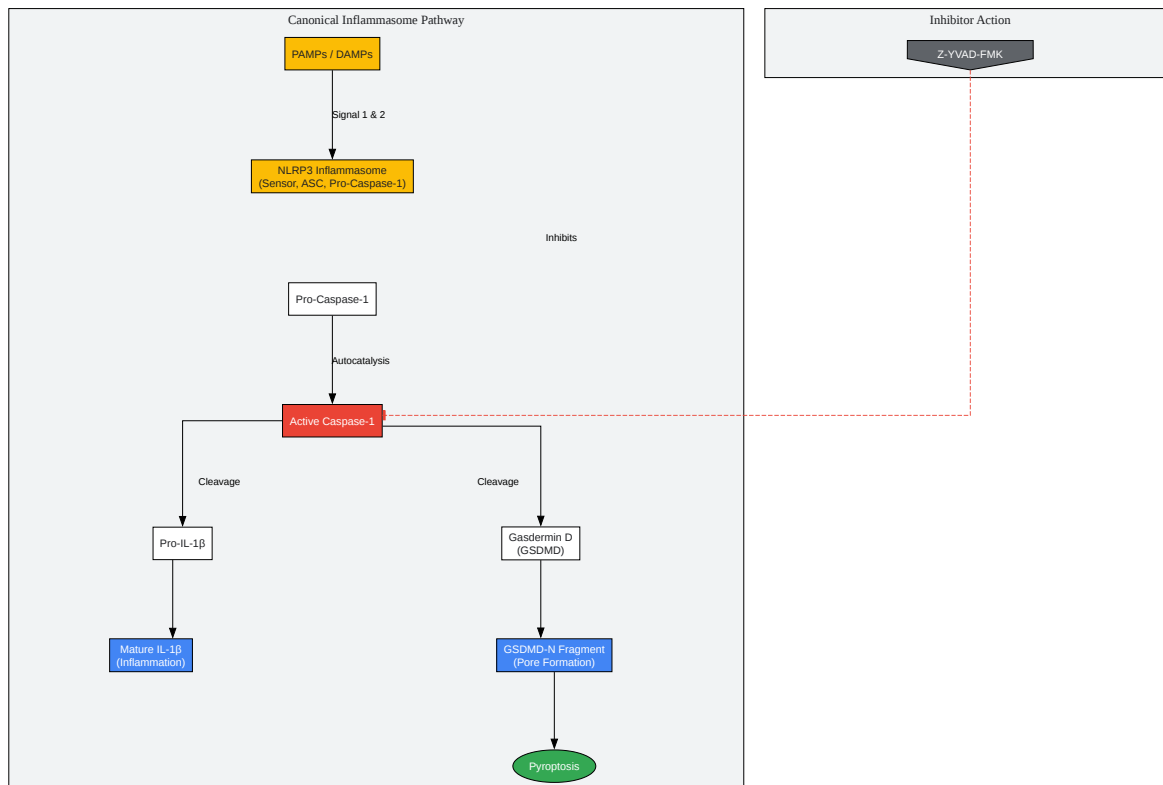 Canonical Inflammasome Pathway
Inhibitor Action
PAMPs / DAMPs
Z-YVAD-FMK
Signal 1 & 2
NLRP3 Inflammasome
(Sensor, ASC, Pro-Caspase-1)
Inhibits
Pro-Caspase-1
Autocatalysis
Active Caspase-1
Cleavage
Cleavage
Pro-IL-1β
Gasdermin D
(GSDMD)
Mature IL-1β
(Inflammation)
GSDMD-N Fragment
(Pore Formation)
Pyroptosis